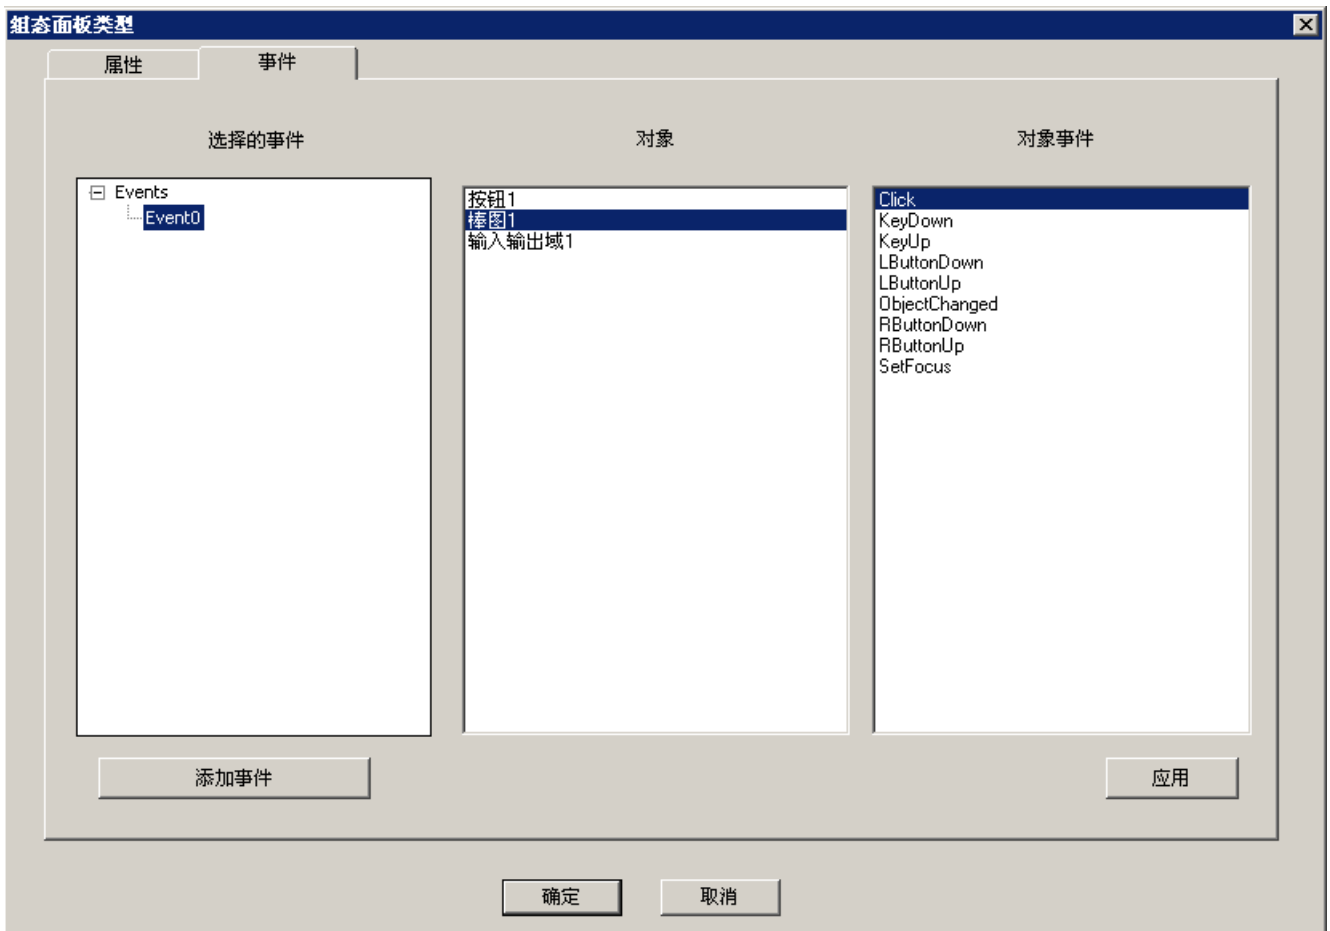 组态面板类型
属性
事件
选择的事件
对象
对象事件
Events
Event0
按钮1
棒图1
输入输出域1
Click
KeyDown
KeyUp
LButtonDown
LButtonUp
ObjectChanged
RButtonDown
RButtonUp
SetFocus
添加事件
应用
确定
取消